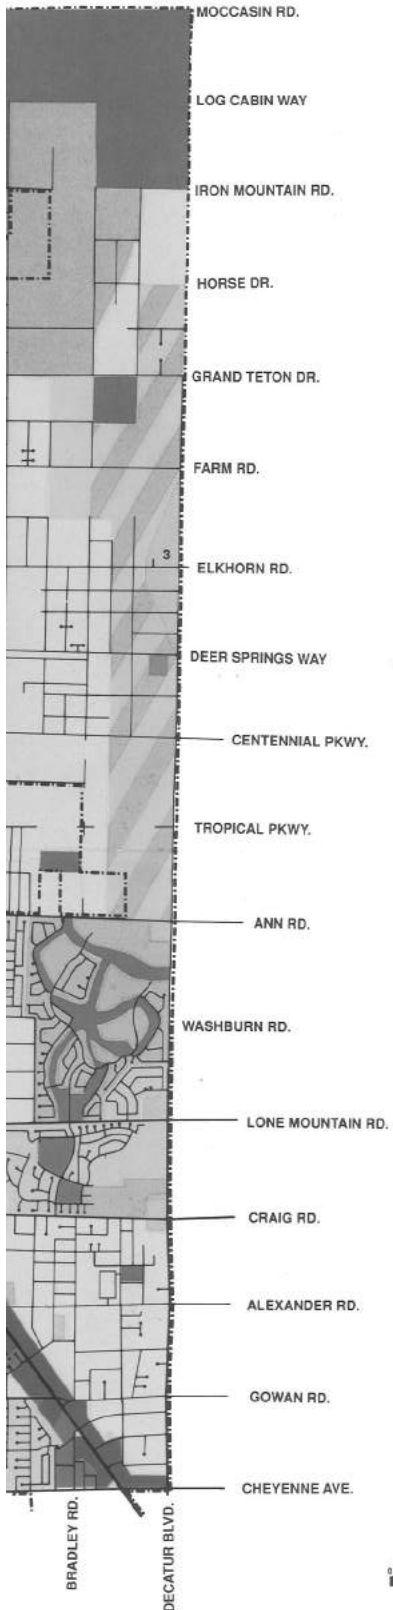 MOCCASIN RD.
LOG CABIN WAY
IRON MOUNTAIN RD.
HORSE DR.
GRAND TETON DR.
FARM RD.
3
ELKHORN RD.
DEER SPRINGS WAY
CENTENNIAL PKWY.
TROPICAL PKWY.
ANN RD.
WASHBURN RD.
LONE MOUNTAIN RD.
CRAIG RD.
ALEXANDER RD.
GOWAN RD.
CHEYENNE AVE.
BRADLEY RD.
DECATUR BLVD.
0